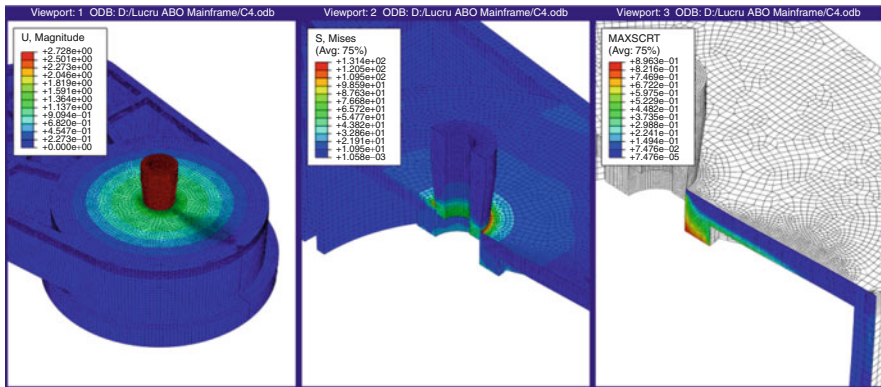 Viewport: 1 ODB: D:/Lucru ABO Mainframe/C4.odb
U, Magnitude
+2.728e+00
+2.501e+00
+2.273e+00
+2.046e+00
+1.819e+00
+1.591e+00
+1.364e+00
+1.137e+00
+9.094e-01
+6.820e-01
+4.547e-01
+2.273e-01
+0.000e+00
Viewport: 2 ODB: D:/Lucru ABO Mainframe/C4.odb
S, Mises
(Avg: 75%)
+1.314e+02
+1.205e+02
+1.095e+02
+9.859e+01
+8.763e+01
+7.668e+01
+6.572e+01
+5.477e+01
+4.382e+01
+3.286e+01
+2.191e+01
+1.095e+01
+1.058e-03
Viewport: 3 ODB: D:/Lucru ABO Mainframe/C4.odb
MAXSCRT
(Avg: 75%)
+8.963e-01
+8.216e-01
+7.469e-01
+6.722e-01
+5.975e-01
+5.229e-01
+4.482e-01
+3.735e-01
+2.988e-01
+2.241e-01
+1.494e-01
+7.476e-02
+7.476e-05